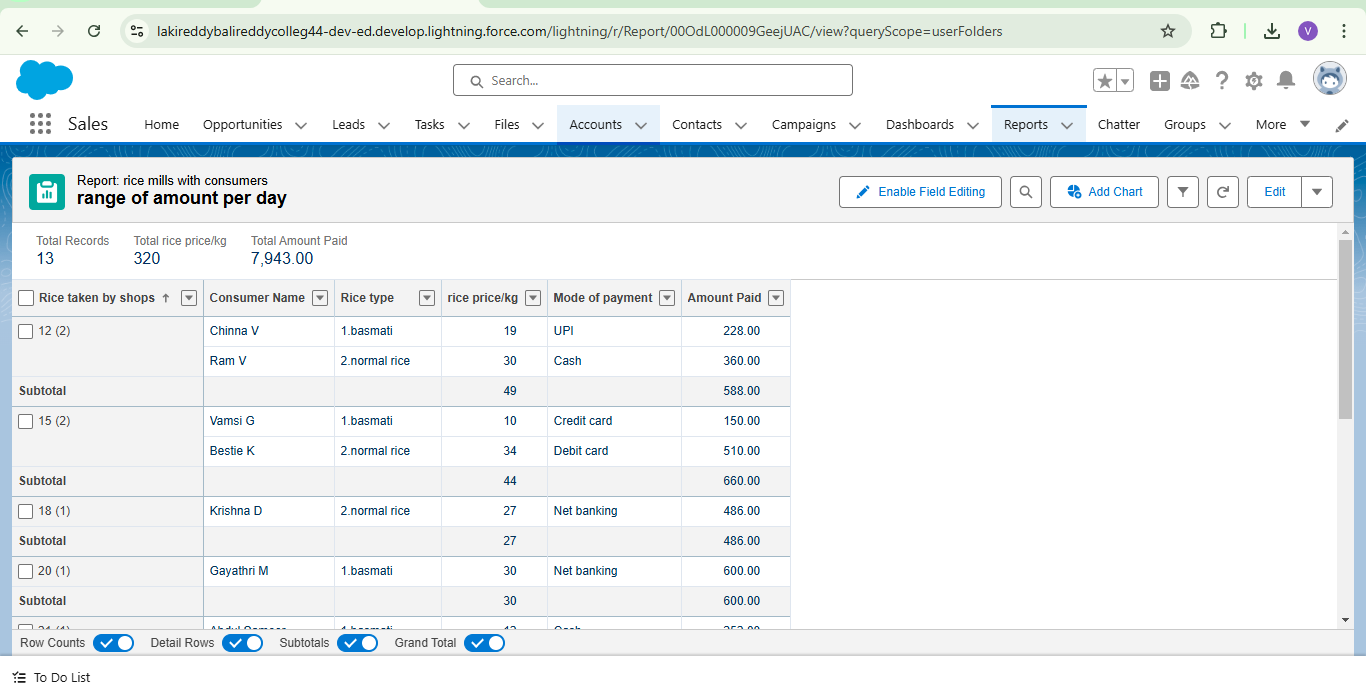 lakireddybalireddycolleg44-dev-ed.develop.lightning.force.com/lightning/r/Report/00OdL000009GeejUAC/view?queryScope=userFolders
V
Search...
Sales Home Opportunities Leads Tasks Files Accounts Contacts Campaigns Dashboards Reports Chatter Groups More
Report: rice mills with consumers
range of amount per day
Enable Field Editing Add Chart Edit
Total Records Total rice price/kg Total Amount Paid
13 320 7,943.00
Rice taken by shops ↑ Consumer Name Rice type rice price/kg Mode of payment Amount Paid
12 (2) Chinna V 1.basmati 19 UPI 228.00
Ram V 2.normal rice 30 Cash 360.00
Subtotal 49 588.00
15 (2) Vamsi G 1.basmati 10 Credit card 150.00
Bestie K 2.normal rice 34 Debit card 510.00
Subtotal 44 660.00
18 (1) Krishna D 2.normal rice 27 Net banking 486.00
Subtotal 27 486.00
20 (1) Gayathri M 1.basmati 30 Net banking 600.00
Subtotal 30 600.00
Row Counts Detail Rows Subtotals Grand Total
To Do List